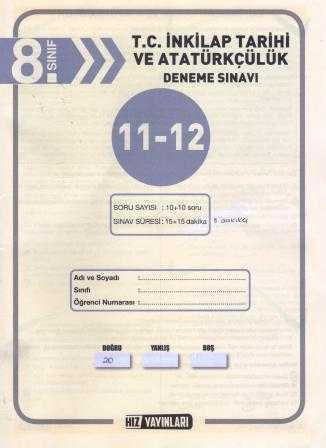 8. SINIF
T.C. İNKILAP TARİHİ
VE ATATÜRKÇÜLÜK
DENEME SINAVI
11-12
SORU SAYISI : 10+10 soru
SINAV SÜRESİ : 15+15 dakika
Adı ve Soyadı :
Sınıfı :
Öğrenci Numarası :
DOĞRU YANLIŞ BOŞ
20
HIZ YAYINLARI